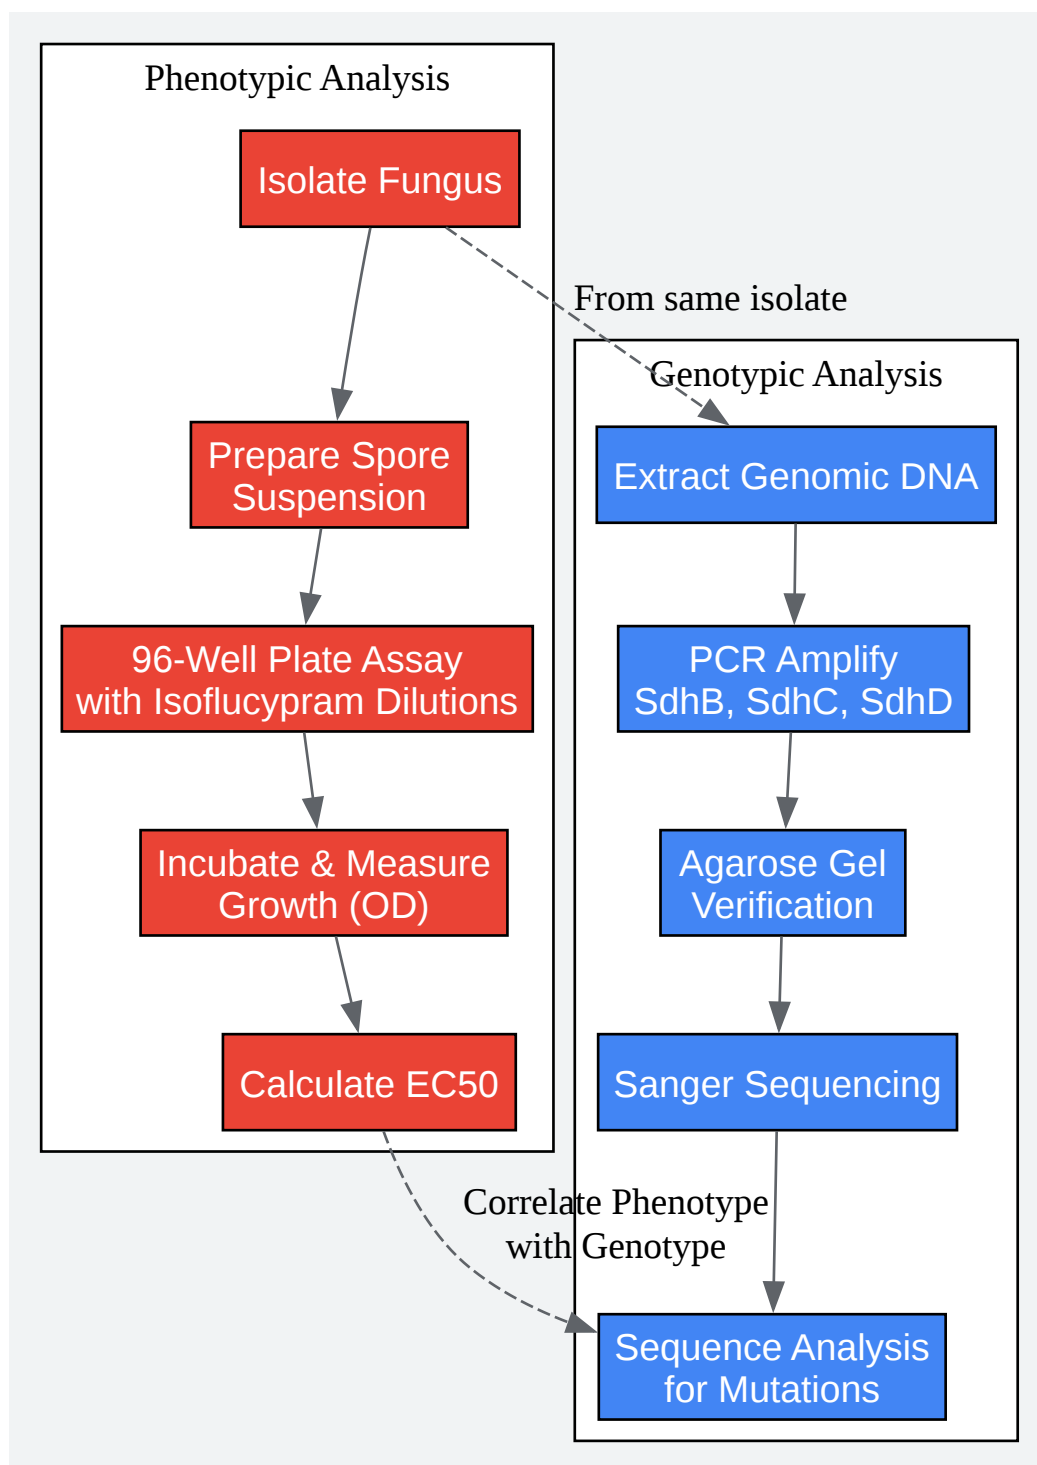 Phenotypic Analysis
Isolate Fungus
From same isolate
Genotypic Analysis
Prepare Spore
Suspension
Extract Genomic DNA
96-Well Plate Assay
with Isoflucypram Dilutions
PCR Amplify
SdhB, SdhC, SdhD
Incubate & Measure
Growth (OD)
Agarose Gel
Verification
Calculate EC50
Sanger Sequencing
Correlate Phenotype
with Genotype
Sequence Analysis
for Mutations